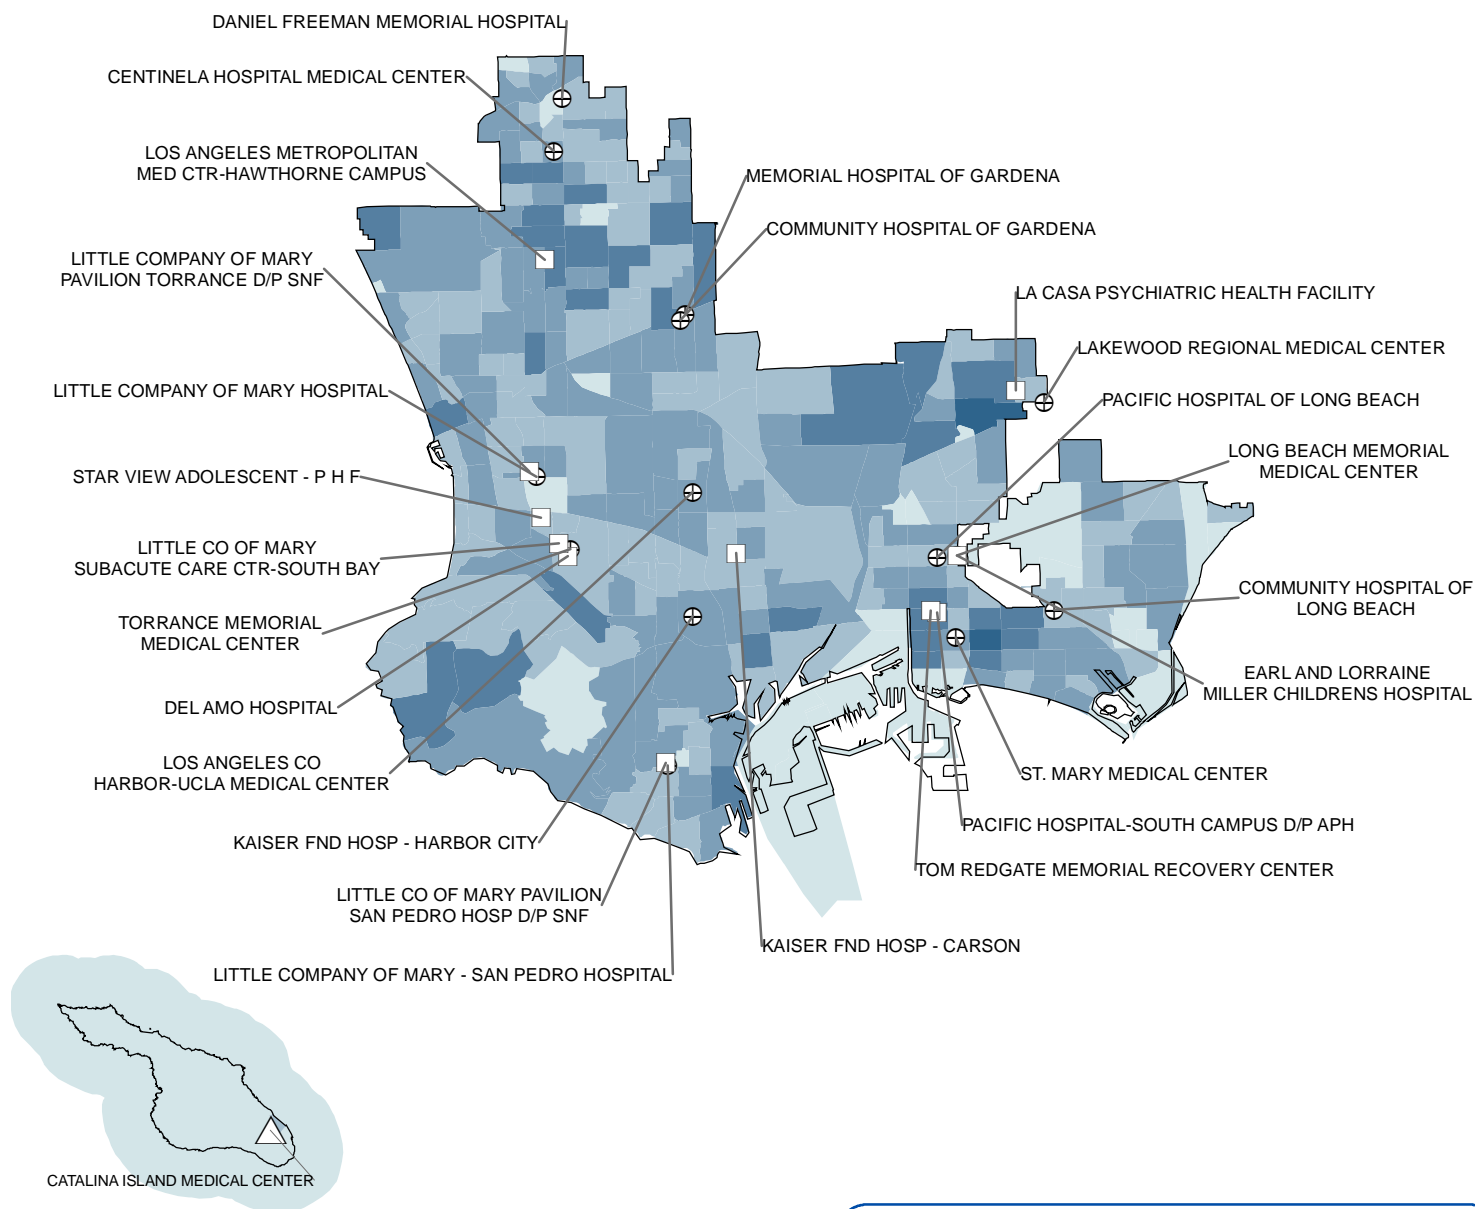 DANIEL FREEMAN MEMORIAL HOSPITAL
CENTINELA HOSPITAL MEDICAL CENTER
LOS ANGELES METROPOLITAN
MED CTR-HAWTHORNE CAMPUS
MEMORIAL HOSPITAL OF GARDENA
COMMUNITY HOSPITAL OF GARDENA
LITTLE COMPANY OF MARY
PAVILION TORRANCE D/P SNF
LA CASA PSYCHIATRIC HEALTH FACILITY
LAKEWOOD REGIONAL MEDICAL CENTER
LITTLE COMPANY OF MARY HOSPITAL
PACIFIC HOSPITAL OF LONG BEACH
LONG BEACH MEMORIAL
MEDICAL CENTER
STAR VIEW ADOLESCENT - P H F
LITTLE CO OF MARY
SUBACUTE CARE CTR-SOUTH BAY
COMMUNITY HOSPITAL OF
LONG BEACH
TORRANCE MEMORIAL
MEDICAL CENTER
EARL AND LORRAINE
MILLER CHILDRENS HOSPITAL
DEL AMO HOSPITAL
LOS ANGELES CO
HARBOR-UCLA MEDICAL CENTER
ST. MARY MEDICAL CENTER
PACIFIC HOSPITAL-SOUTH CAMPUS D/P APH
KAISER FND HOSP - HARBOR CITY
TOM REDGATE MEMORIAL RECOVERY CENTER
LITTLE CO OF MARY PAVILION
SAN PEDRO HOSP D/P SNF
KAISER FND HOSP - CARSON
LITTLE COMPANY OF MARY - SAN PEDRO HOSPITAL
CATALINA ISLAND MEDICAL CENTER